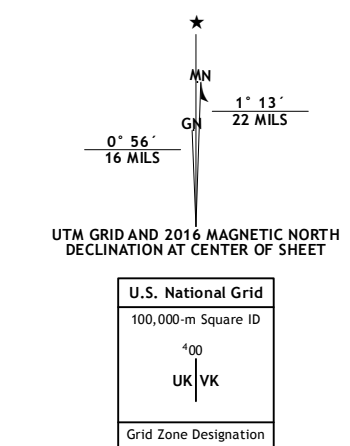 ★
MN
GN
1° 13´
22 MILS
0° 56´
16 MILS
UTM GRID AND 2016 MAGNETIC NORTH
DECLINATION AT CENTER OF SHEET
U.S. National Grid
100,000-m Square ID
⁴00
UK VK
Grid Zone Designation